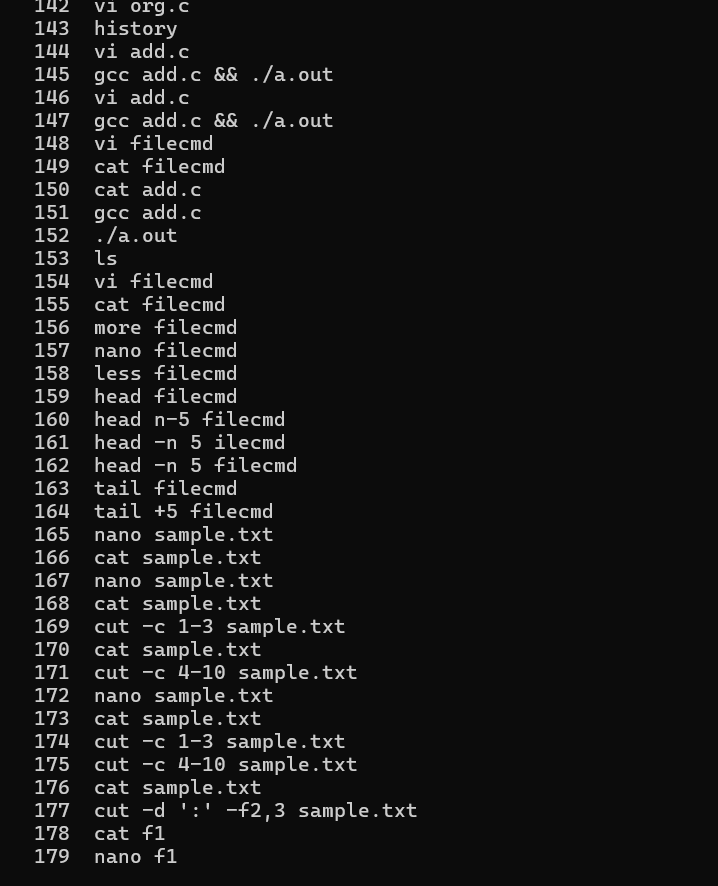 142  vi org.c
143  history
144  vi add.c
145  gcc add.c && ./a.out
146  vi add.c
147  gcc add.c && ./a.out
148  vi filecmd
149  cat filecmd
150  cat add.c
151  gcc add.c
152  ./a.out
153  ls
154  vi filecmd
155  cat filecmd
156  more filecmd
157  nano filecmd
158  less filecmd
159  head filecmd
160  head n-5 filecmd
161  head -n 5 ilecmd
162  head -n 5 filecmd
163  tail filecmd
164  tail +5 filecmd
165  nano sample.txt
166  cat sample.txt
167  nano sample.txt
168  cat sample.txt
169  cut -c 1-3 sample.txt
170  cat sample.txt
171  cut -c 4-10 sample.txt
172  nano sample.txt
173  cat sample.txt
174  cut -c 1-3 sample.txt
175  cut -c 4-10 sample.txt
176  cat sample.txt
177  cut -d ':' -f2,3 sample.txt
178  cat f1
179  nano f1